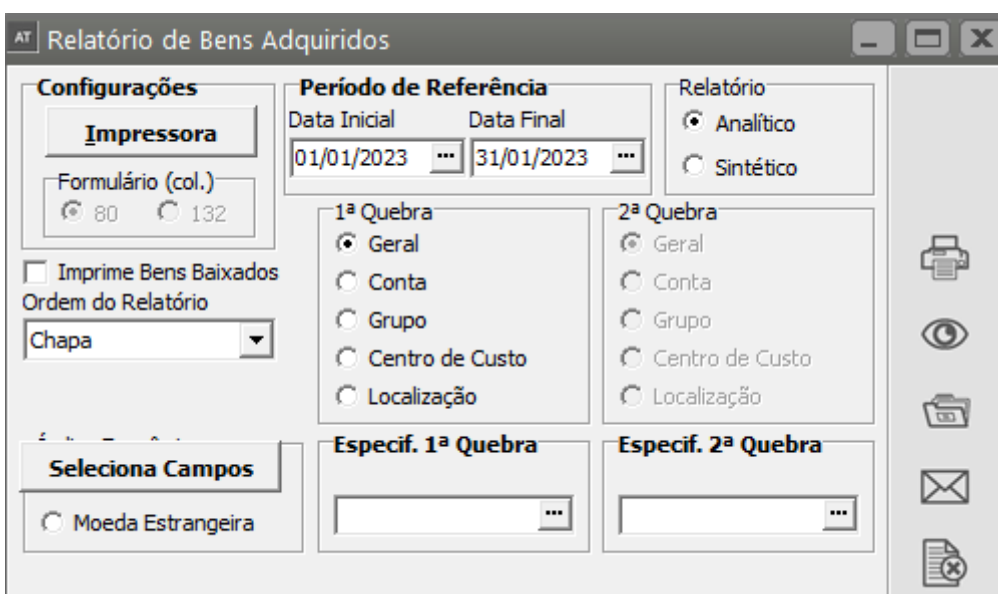 AT Relatório de Bens Adquiridos
Configurações
Impressora
Formulário (col.)
80 132
Imprime Bens Baixados
Ordem do Relatório
Chapa
Seleciona Campos
Moeda Estrangeira
Período de Referência
Data Inicial Data Final
01/01/2023 ... 31/01/2023 ...
Relatório
Analítico
Sintético
1ª Quebra
Geral
Conta
Grupo
Centro de Custo
Localização
2ª Quebra
Geral
Conta
Grupo
Centro de Custo
Localização
Especif. 1ª Quebra
...
Especif. 2ª Quebra
...